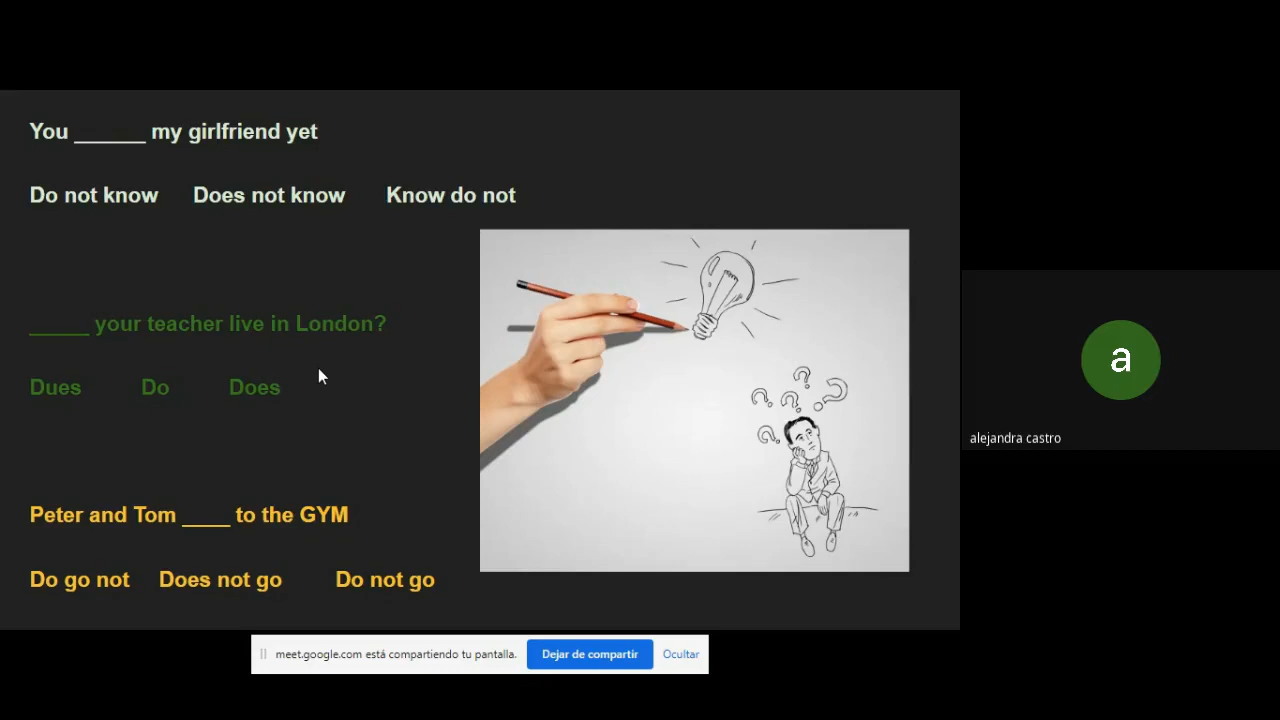 You ______ my girlfriend yet
Do not know Does not know Know do not
_____ your teacher live in London?
Dues Do Does
Peter and Tom ____ to the GYM
Do go not Does not go Do not go
a
alejandra castro
meet.google.com está compartiendo tu pantalla. Dejar de compartir Ocultar